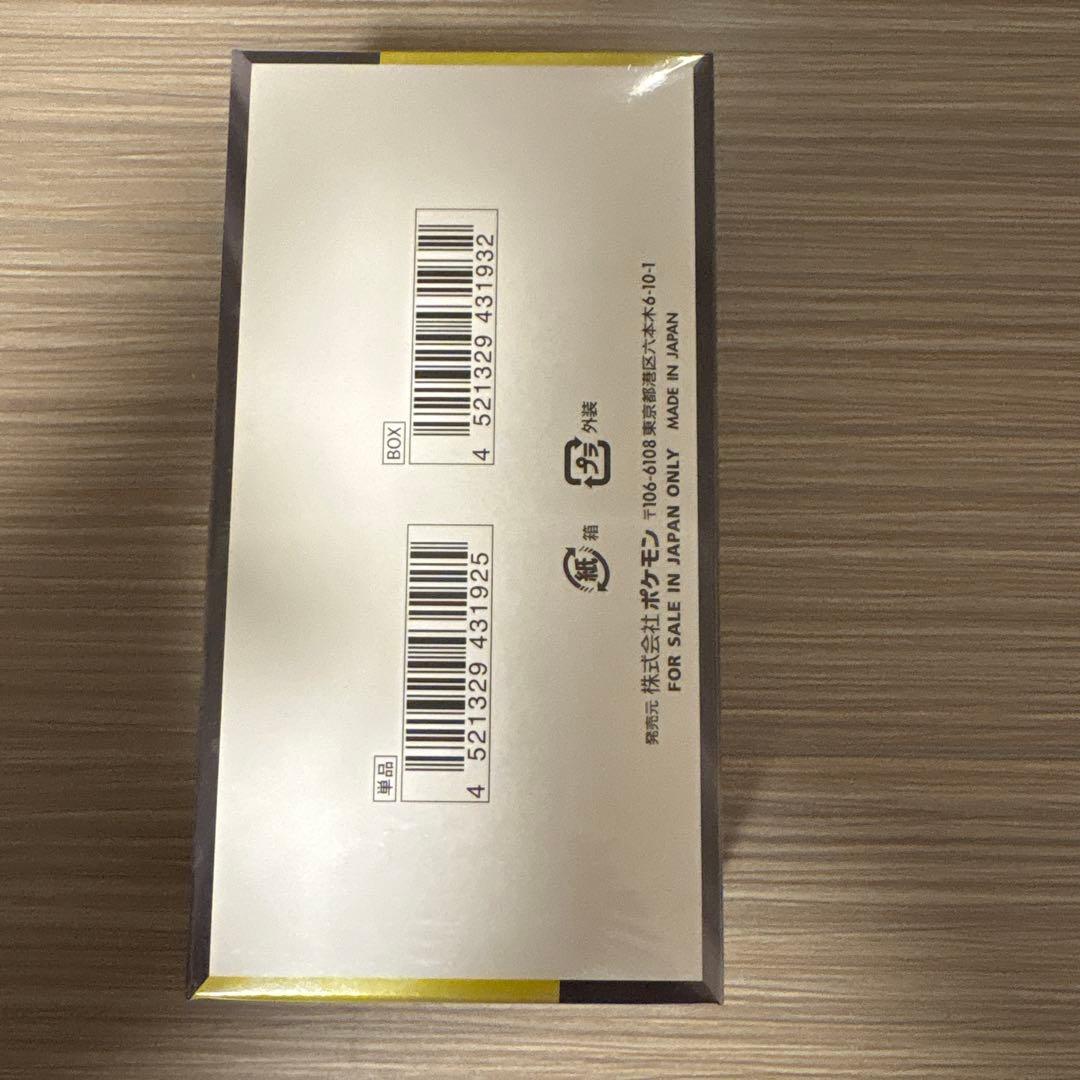 単品
4 521329 431925
BOX
4 521329 431932
紙 箱
プラ 外装
発売元 株式会社ポケモン 〒106-6108 東京都港区六本木6-10-1
FOR SALE IN JAPAN ONLY MADE IN JAPAN